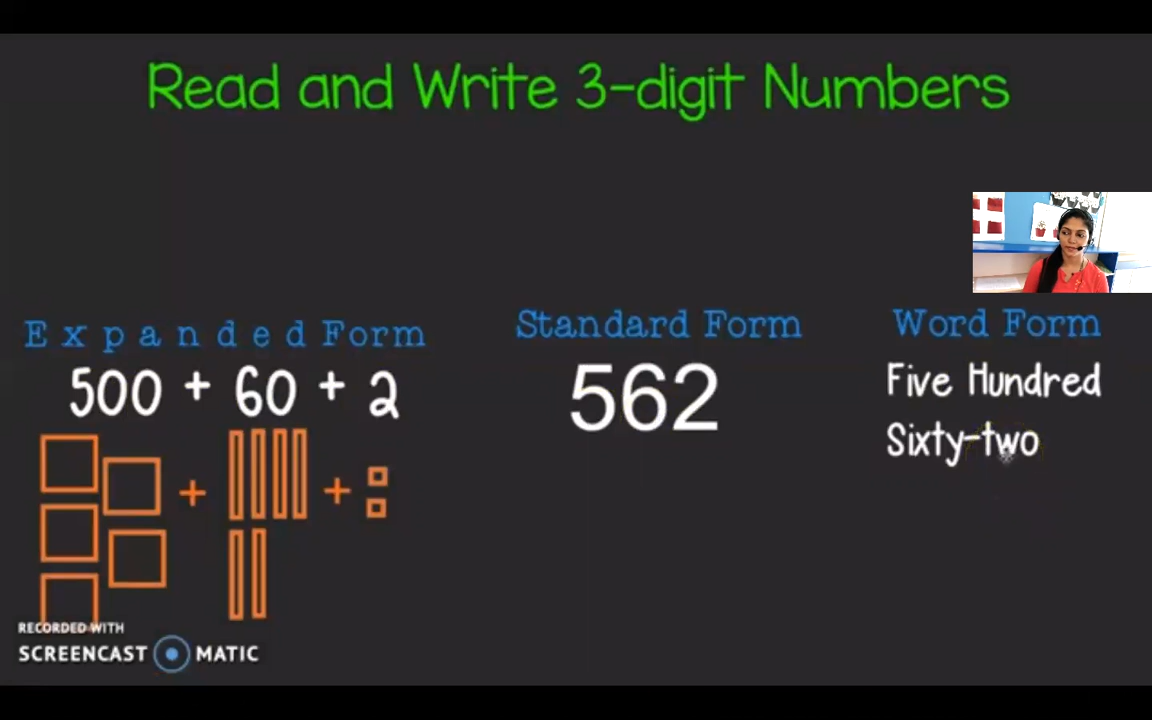 Read and Write 3-digit Numbers
Expanded Form
500 + 60 + 2
+ +
Standard Form
562
Word Form
Five Hundred
Sixty-two
RECORDED WITH
SCREENCAST MATIC